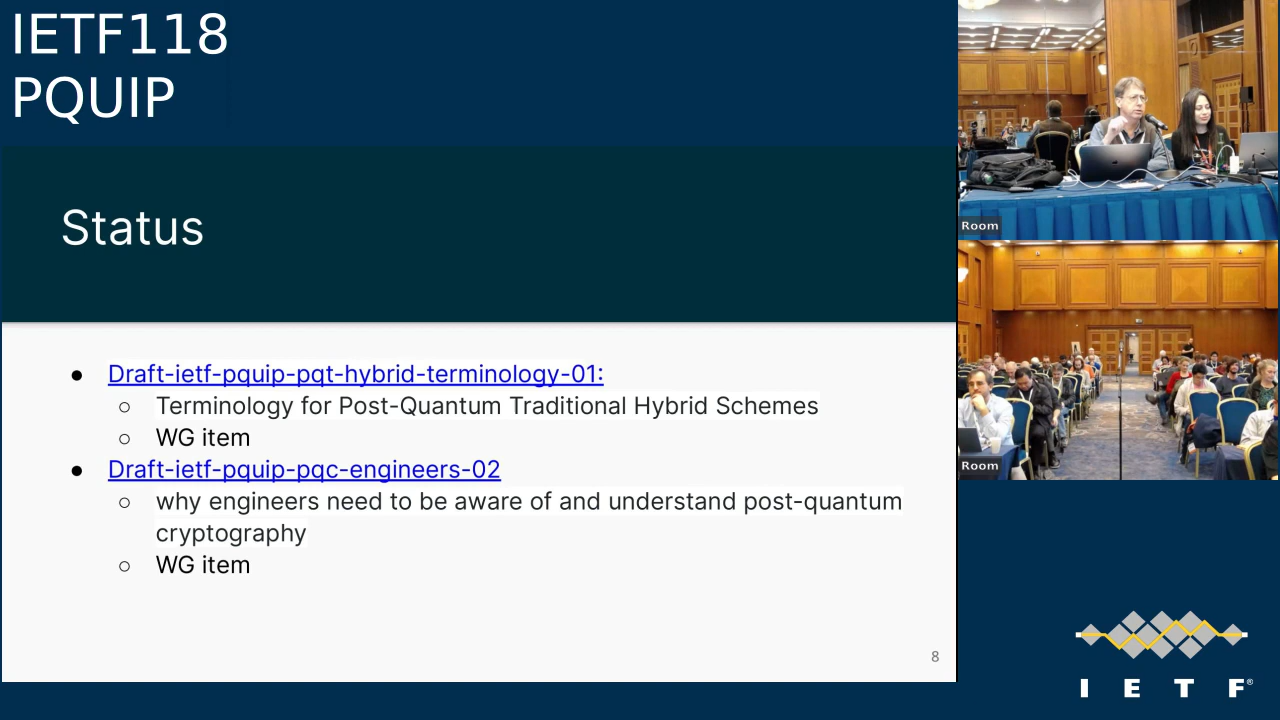 IETF118
PQUIP
Status
● Draft-ietf-pquip-pqt-hybrid-terminology-01:
○ Terminology for Post-Quantum Traditional Hybrid Schemes
○ WG item
● Draft-ietf-pquip-pqc-engineers-02
○ why engineers need to be aware of and understand post-quantum
cryptography
○ WG item
8
Room
Room
I E T F®